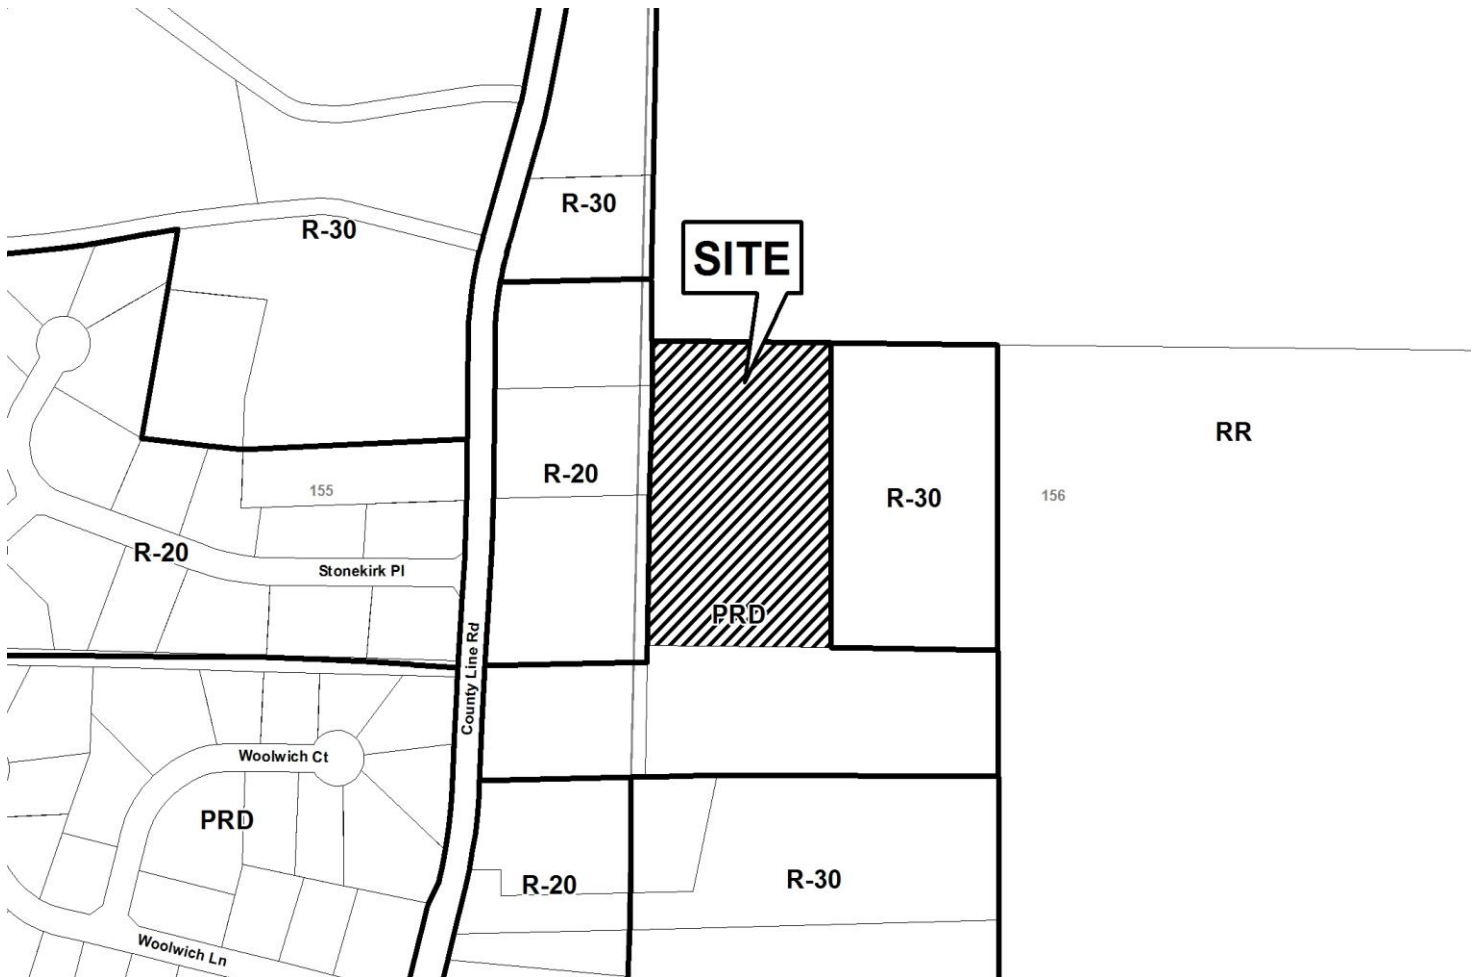 R-30
R-30
SITE
RR
R-20
155
R-30
156
R-20
Stonekirk Pl
PRD
County Line Rd
Woolwich Ct
PRD
R-20
R-30
Woolwich Ln